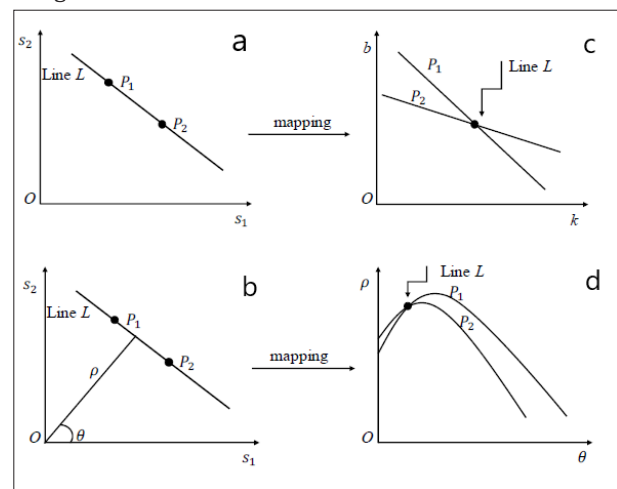 s₂
a
Line L
P₁
P₂
O
s₁
mapping
b
c
P₁
Line L
P₂
O
k
s₂
b
Line L
P₁
P₂
ρ
O
θ
s₁
mapping
ρ
d
Line L
P₁
P₂
O
θ